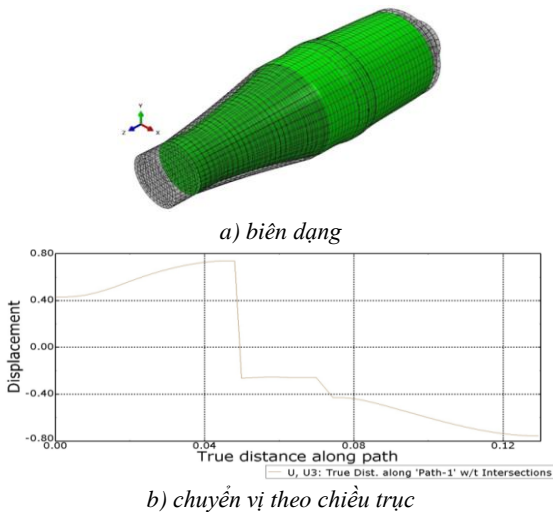 Y
Z X
a) biên dạng
0.80
0.40
0.00
-0.40
-0.80
Displacement
0.00 0.04 0.08 0.12
True distance along path
U, U3: True Dist. along 'Path-1' w/t Intersections
b) chuyển vị theo chiều trục